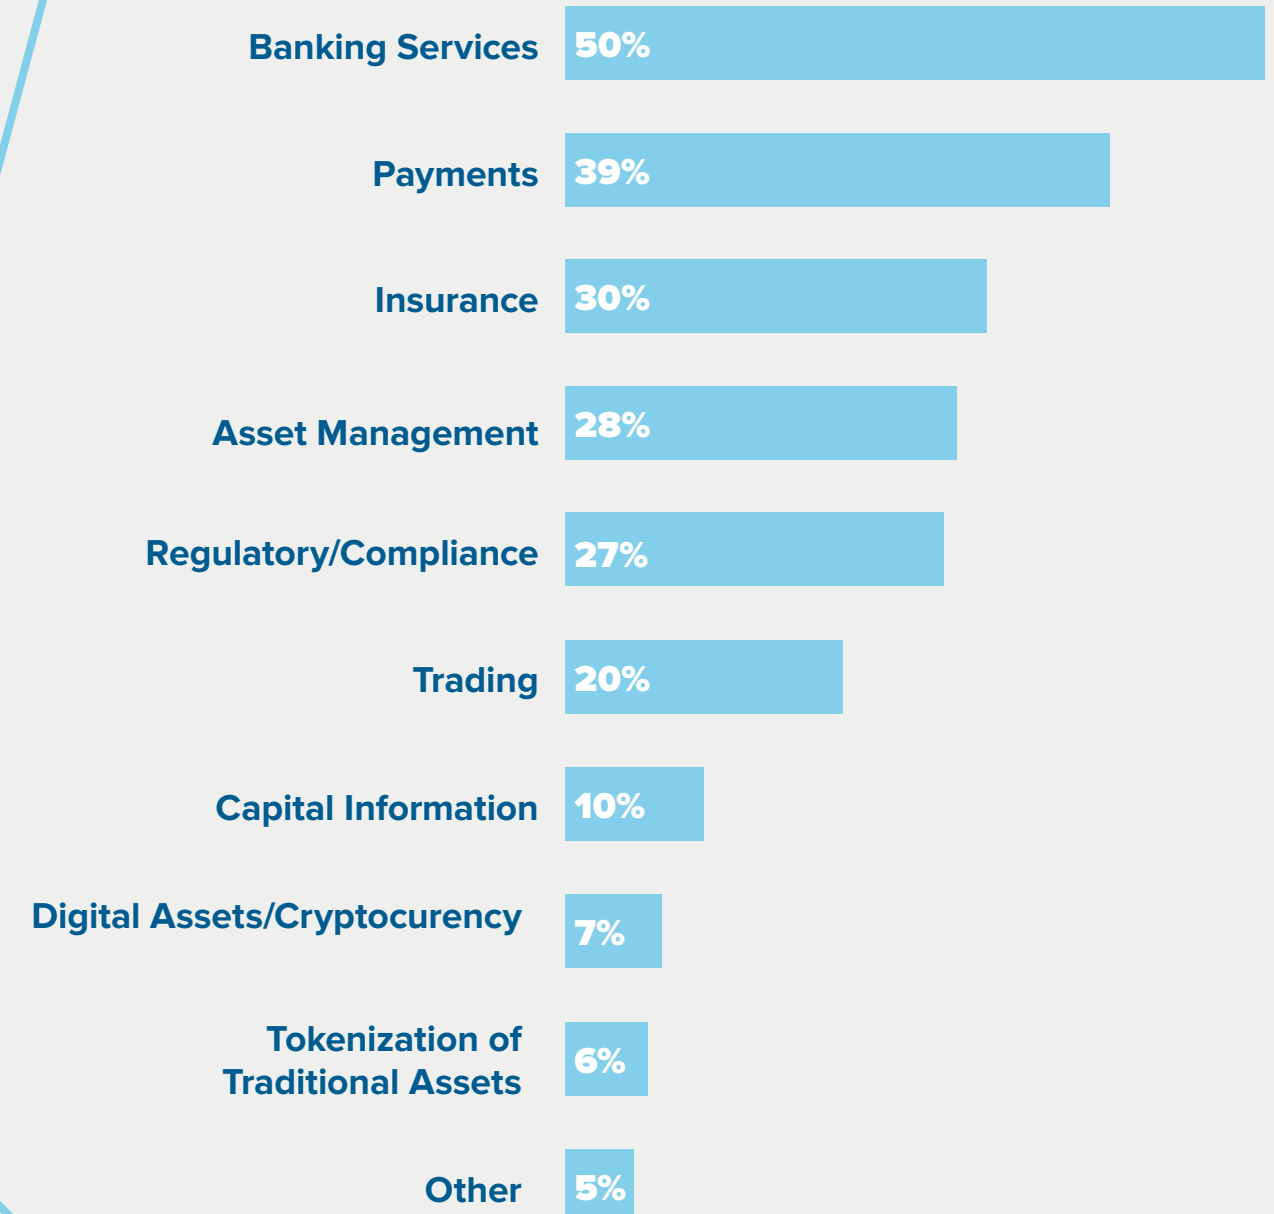 Banking Services 50%
Payments 39%
Insurance 30%
Asset Management 28%
Regulatory/Compliance 27%
Trading 20%
Capital Information 10%
Digital Assets/Cryptocurency 7%
Tokenization of
Traditional Assets 6%
Other 5%